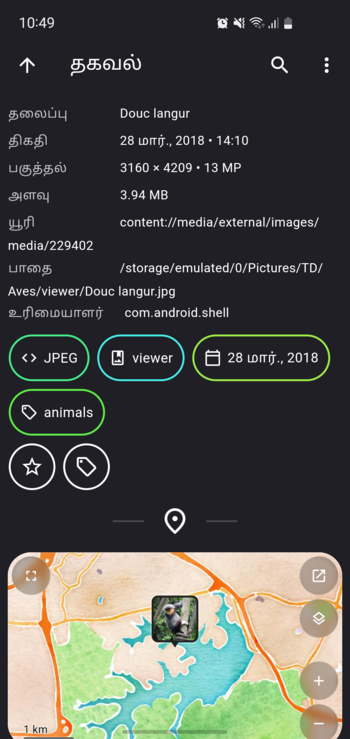 10:49
தகவல்
தலைப்பு Douc langur
திகதி 28 மார்., 2018 • 14:10
பகுத்தல் 3160 × 4209 • 13 MP
அளவு 3.94 MB
யூரி content://media/external/images/
media/229402
பாதை /storage/emulated/0/Pictures/TD/
Aves/viewer/Douc langur.jpg
உரிமையாளர் com.android.shell
JPEG viewer 28 மார்., 2018
animals
1 km